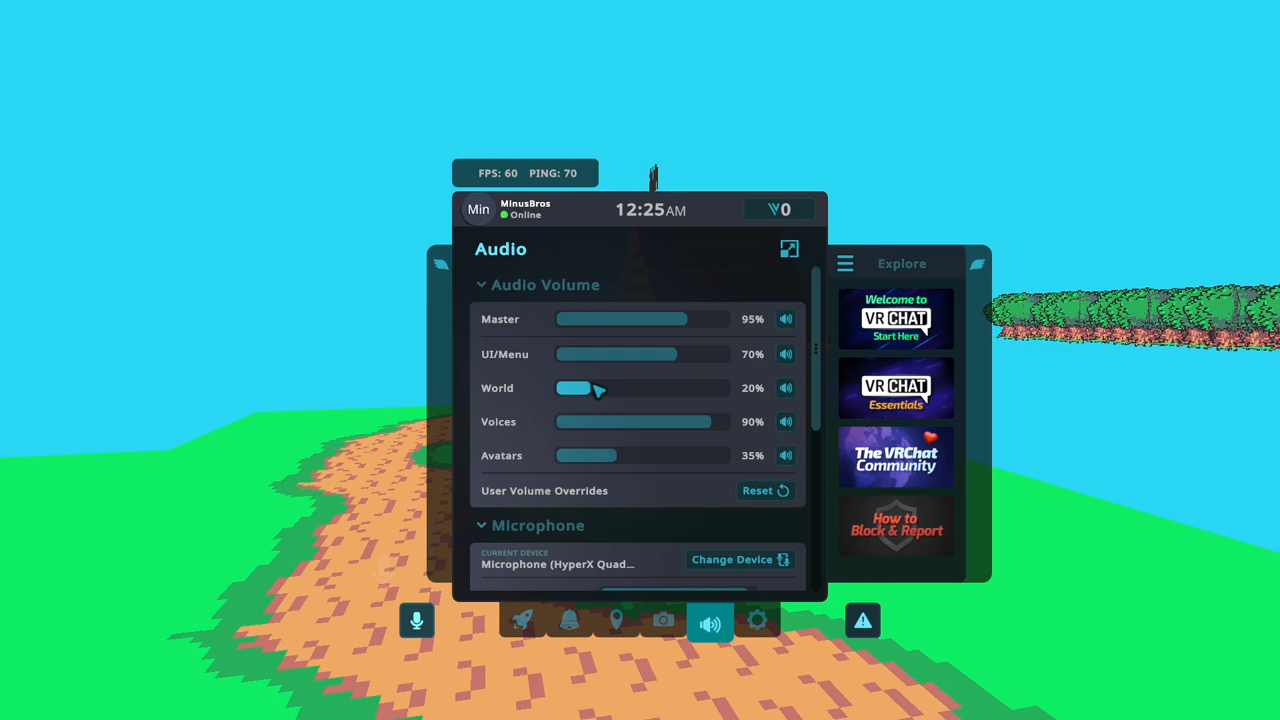 FPS: 60 PING: 70
Min
MinusBros
Online
12:25AM
0
Audio
Audio Volume
Master 95%
UI/Menu 70%
World 20%
Voices 90%
Avatars 35%
User Volume Overrides Reset
Microphone
CURRENT DEVICE
Microphone (HyperX Quad...
Change Device
Explore
Welcome to
VRCHAT
Start Here
VRCHAT
Essentials
The VRChat
Community
How to
Block & Report